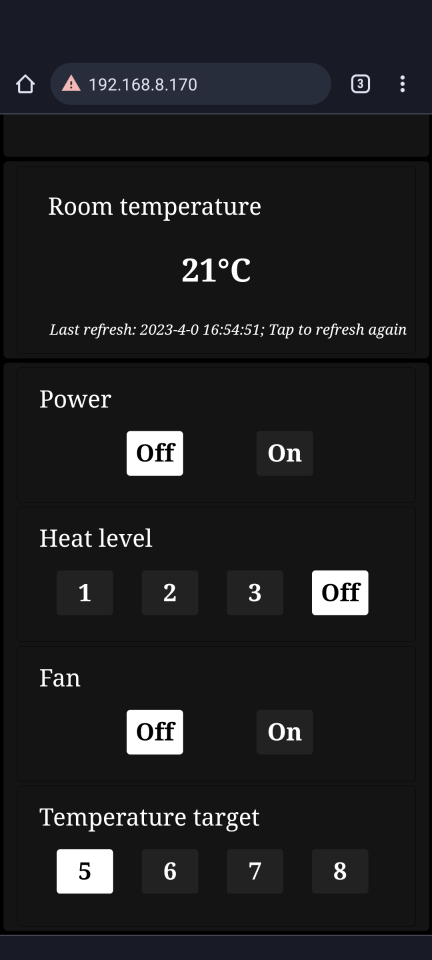 3
192.168.8.170
Room temperature
21°C
Last refresh: 2023-4-0 16:54:51; Tap to refresh again
Power
Off On
Heat level
1 2 3 Off
Fan
Off On
Temperature target
5 6 7 8